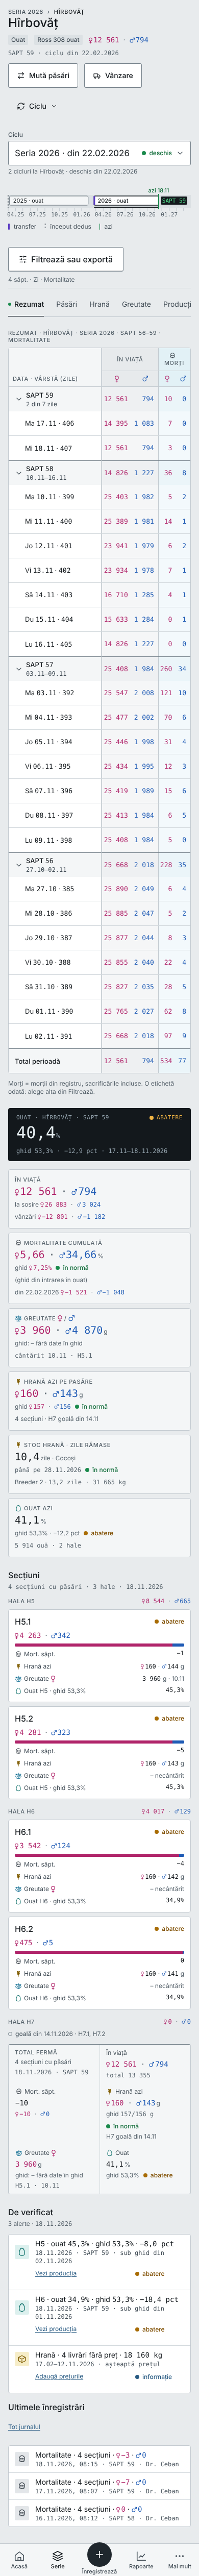 SERIA 2026 › HÎRBOVĂȚ
Hîrbovăț
Ouat Ross 308 ouat ♀12 561 · ♂794
SAPT 59 · ciclu din 22.02.2026
Mută păsări
Vânzare
Ciclu
Ciclu
Seria 2026 · din 22.02.2026 deschis
2 cicluri la Hîrbovăț · deschis din 22.02.2026
azi 18.11
2025 · ouat 2026 · ouat SAPT 59
04.25 07.25 10.25 01.26 04.26 07.26 10.26 01.27
transfer început dedus azi
Filtrează sau exportă
4 săpt. · Zi · Mortalitate
Rezumat Păsări Hrană Greutate Producți
REZUMAT · HÎRBOVĂȚ · SERIA 2026 · SAPT 56–59 ·
MORTALITATE
ÎN VIAȚĂ MORȚI
DATA · VÂRSTĂ (ZILE) ♀ ♂ ♀ ♂
SAPT 59 12 561 794 10 0
2 din 7 zile
Ma 17.11 · 406 14 395 1 083 7 0
Mi 18.11 · 407 12 561 794 3 0
SAPT 58 14 826 1 227 36 8
10.11–16.11
Ma 10.11 · 399 25 403 1 982 5 2
Mi 11.11 · 400 25 389 1 981 14 1
Jo 12.11 · 401 23 941 1 979 6 2
Vi 13.11 · 402 23 934 1 978 7 1
Sâ 14.11 · 403 16 710 1 285 4 1
Du 15.11 · 404 15 633 1 284 0 1
Lu 16.11 · 405 14 826 1 227 0 0
SAPT 57 25 408 1 984 260 34
03.11–09.11
Ma 03.11 · 392 25 547 2 008 121 10
Mi 04.11 · 393 25 477 2 002 70 6
Jo 05.11 · 394 25 446 1 998 31 4
Vi 06.11 · 395 25 434 1 995 12 3
Sâ 07.11 · 396 25 419 1 989 15 6
Du 08.11 · 397 25 413 1 984 6 5
Lu 09.11 · 398 25 408 1 984 5 0
SAPT 56 25 668 2 018 228 35
27.10–02.11
Ma 27.10 · 385 25 890 2 049 6 4
Mi 28.10 · 386 25 885 2 047 5 2
Jo 29.10 · 387 25 877 2 044 8 3
Vi 30.10 · 388 25 855 2 040 22 4
Sâ 31.10 · 389 25 827 2 035 28 5
Du 01.11 · 390 25 765 2 027 62 8
Lu 02.11 · 391 25 668 2 018 97 9
Total perioadă 12 561 794 534 77
Morți = morții din registru, sacrificările incluse. O etichetă
odată: alege alta din Filtrează.
OUAT · HÎRBOVĂȚ · SAPT 59 ABATERE
40,4%
ghid 53,3% · −12,9 pct · 17.11–18.11.2026
ÎN VIAȚĂ
♀12 561 · ♂794
la sosire ♀26 883 · ♂3 024
vânzări ♀−12 801 · ♂−1 182
MORTALITATE CUMULATĂ
♀5,66 · ♂34,66%
ghid ♀7,25% în normă
(ghid din intrarea în ouat)
din 22.02.2026 ♀−1 521 · ♂−1 048
GREUTATE ♀ / ♂
♀3 960 · ♂4 870g
ghid: – fără date în ghid
cântărit 18.11 · H5.1
HRANĂ AZI PE PASĂRE
♀160 · ♂143g
ghid ♀157 · ♂156 în normă
4 secțiuni · H7 goală din 14.11
STOC HRANĂ · ZILE RĂMASE
10,4zile · Cocoși
până pe 28.11.2026 în normă
Breeder 2 · 13,2 zile · 31 665 kg
OUAT AZI
41,1%
ghid 53,3% · −12,2 pct abatere
5 914 ouă · 2 hale
Secțiuni
4 secțiuni cu păsări · 3 hale · 18.11.2026
HALA H5 ♀8 544 · ♂665
H5.1 abatere
♀4 263 · ♂342
Mort. săpt. −1
Hrană azi ♀160 · ♂144 g
Greutate ♀ 3 960 g · 10.11
Ouat H5 · ghid 53,3% 45,3%
H5.2 abatere
♀4 281 · ♂323
Mort. săpt. −5
Hrană azi ♀160 · ♂143 g
Greutate ♀ – necântărit
Ouat H5 · ghid 53,3% 45,3%
HALA H6 ♀4 017 · ♂129
H6.1 abatere
♀3 542 · ♂124
Mort. săpt. −4
Hrană azi ♀160 · ♂142 g
Greutate ♀ – necântărit
Ouat H6 · ghid 53,3% 34,9%
H6.2 abatere
♀475 · ♂5
Mort. săpt. 0
Hrană azi ♀160 · ♂141 g
Greutate ♀ – necântărit
Ouat H6 · ghid 53,3% 34,9%
HALA H7 ♀0 · ♂0
goală din 14.11.2026 · H7.1, H7.2
TOTAL FERMĂ
4 secțiuni cu păsări
18.11.2026 · SAPT 59
În viață
♀12 561 · ♂794
total 13 355
Mort. săpt.
−10
♀−10 · ♂0
Hrană azi
♀160 · ♂143g
ghid 157/156 g
în normă
H7 goală din 14.11
Greutate ♀
3 960g
ghid: – fără date în ghid
H5.1 · 10.11
Ouat
41,1%
ghid 53,3% abatere
De verificat
3 alerte · 18.11.2026
H5 · ouat 45,3% · ghid 53,3% · −8,0 pct
18.11.2026 · SAPT 59 · sub ghid din
02.11.2026
Vezi producția abatere
H6 · ouat 34,9% · ghid 53,3% · −18,4 pct
18.11.2026 · SAPT 59 · sub ghid din
01.11.2026
Vezi producția abatere
Hrană · 4 livrări fără preț · 18 160 kg
17.02–12.11.2026 · așteaptă prețul
Adaugă prețurile informație
Ultimele înregistrări
Tot jurnalul
Mortalitate · 4 secțiuni · ♀−3 · ♂0
18.11.2026, 08:15 · SAPT 59 · Dr. Ceban
Mortalitate · 4 secțiuni · ♀−7 · ♂0
17.11.2026, 08:07 · SAPT 59 · Dr. Ceban
Mortalitate · 4 secțiuni · ♀0 · ♂0
16.11.2026, 08:12 · SAPT 58 · Dr. Ceban
Acasă Serie Înregistrează Rapoarte Mai mult